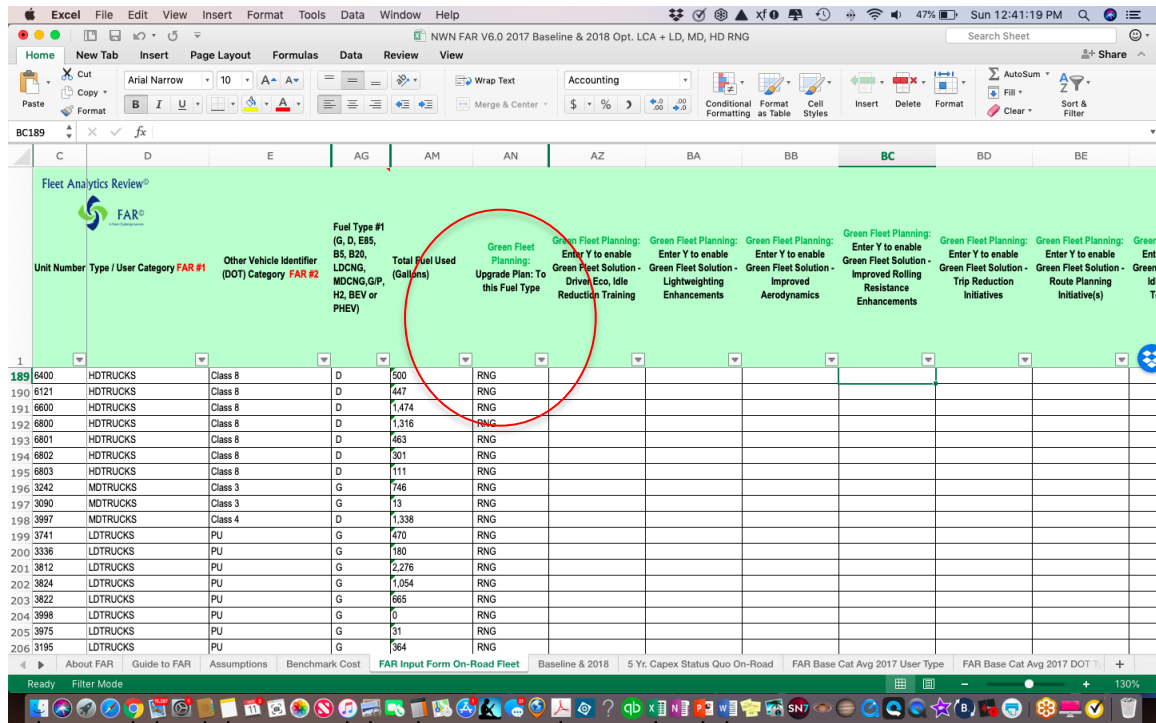 Excel File Edit View Insert Format Tools Data Window Help 47% Sun 12:41:19 PM
NWN FAR V6.0 2017 Baseline & 2018 Opt. LCA + LD, MD, HD RNG Search Sheet
Home New Tab Insert Page Layout Formulas Data Review View Share
Cut Arial Narrow 10 A A Wrap Text Accounting AutoSum
Copy Fill
Paste Format B I U A Merge & Center $ % ) Conditional Formatting Format as Table Cell Styles Insert Delete Format Clear Sort & Filter
BC189 fx
C D E AG AM AN AZ BA BB BC BD BE
Fleet Analytics Review©
FAR©
Unit Number
Type / User Category FAR #1
Other Vehicle Identifier
(DOT) Category FAR #2
Fuel Type #1
(G, D, E85,
B5, B20,
LDCNG,
MDCNG,G/P,
H2, BEV or
PHEV)
Total Fuel Used
(Gallons)
Green Fleet
Planning:
Upgrade Plan: To
this Fuel Type
Green Fleet Planning:
Enter Y to enable
Green Fleet Solution -
Driver Eco, Idle
Reduction Training
Green Fleet Planning:
Enter Y to enable
Green Fleet Solution -
Lightweighting
Enhancements
Green Fleet Planning:
Enter Y to enable
Green Fleet Solution -
Improved
Aerodynamics
Green Fleet Planning:
Enter Y to enable
Green Fleet Solution -
Improved Rolling
Resistance
Enhancements
Green Fleet Planning:
Enter Y to enable
Green Fleet Solution -
Trip Reduction
Initiatives
Green Fleet Planning:
Enter Y to enable
Green Fleet Solution -
Route Planning
Initiative(s)
1
189 6400 HDTRUCKS Class 8 D 500 RNG
190 6121 HDTRUCKS Class 8 D 447 RNG
191 6600 HDTRUCKS Class 8 D 1,474 RNG
192 6800 HDTRUCKS Class 8 D 1,316 RNG
193 6801 HDTRUCKS Class 8 D 463 RNG
194 6802 HDTRUCKS Class 8 D 301 RNG
195 6803 HDTRUCKS Class 8 D 111 RNG
196 3242 MDTRUCKS Class 3 G 746 RNG
197 3090 MDTRUCKS Class 3 G 13 RNG
198 3997 MDTRUCKS Class 4 D 1,338 RNG
199 3741 LDTRUCKS PU G 470 RNG
200 3336 LDTRUCKS PU G 180 RNG
201 3812 LDTRUCKS PU G 2,276 RNG
202 3824 LDTRUCKS PU G 1,054 RNG
203 3822 LDTRUCKS PU G 665 RNG
204 3998 LDTRUCKS PU G 0 RNG
205 3975 LDTRUCKS PU G 31 RNG
206 3195 LDTRUCKS PU G 364 RNG
About FAR Guide to FAR Assumptions Benchmark Cost FAR Input Form On-Road Fleet Baseline & 2018 5 Yr. Capex Status Quo On-Road FAR Base Cat Avg 2017 User Type FAR Base Cat Avg 2017 DOT +
Ready Filter Mode - + 130%